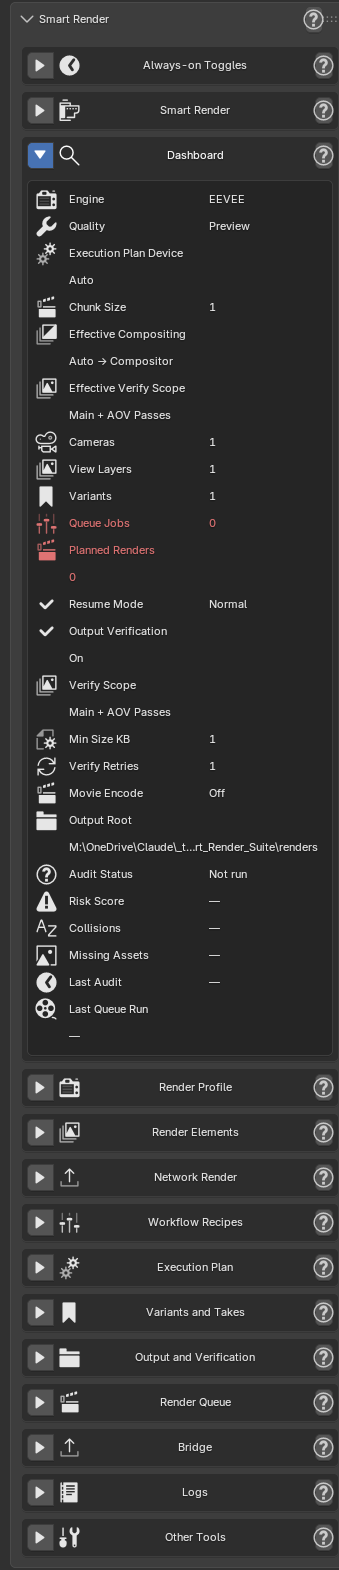 Smart Render
Always-on Toggles
Smart Render
Dashboard
Engine EEVEE
Quality Preview
Execution Plan Device
Auto
Chunk Size 1
Effective Compositing
Auto → Compositor
Effective Verify Scope
Main + AOV Passes
Cameras 1
View Layers 1
Variants 1
Queue Jobs 0
Planned Renders
0
Resume Mode Normal
Output Verification
On
Verify Scope
Main + AOV Passes
Min Size KB 1
Verify Retries 1
Movie Encode Off
Output Root
M:\OneDrive\Claude\_t...rt_Render_Suite\renders
Audit Status Not run
Risk Score —
Collisions —
Missing Assets —
Last Audit —
Last Queue Run
—
Render Profile
Render Elements
Network Render
Workflow Recipes
Execution Plan
Variants and Takes
Output and Verification
Render Queue
Bridge
Logs
Other Tools